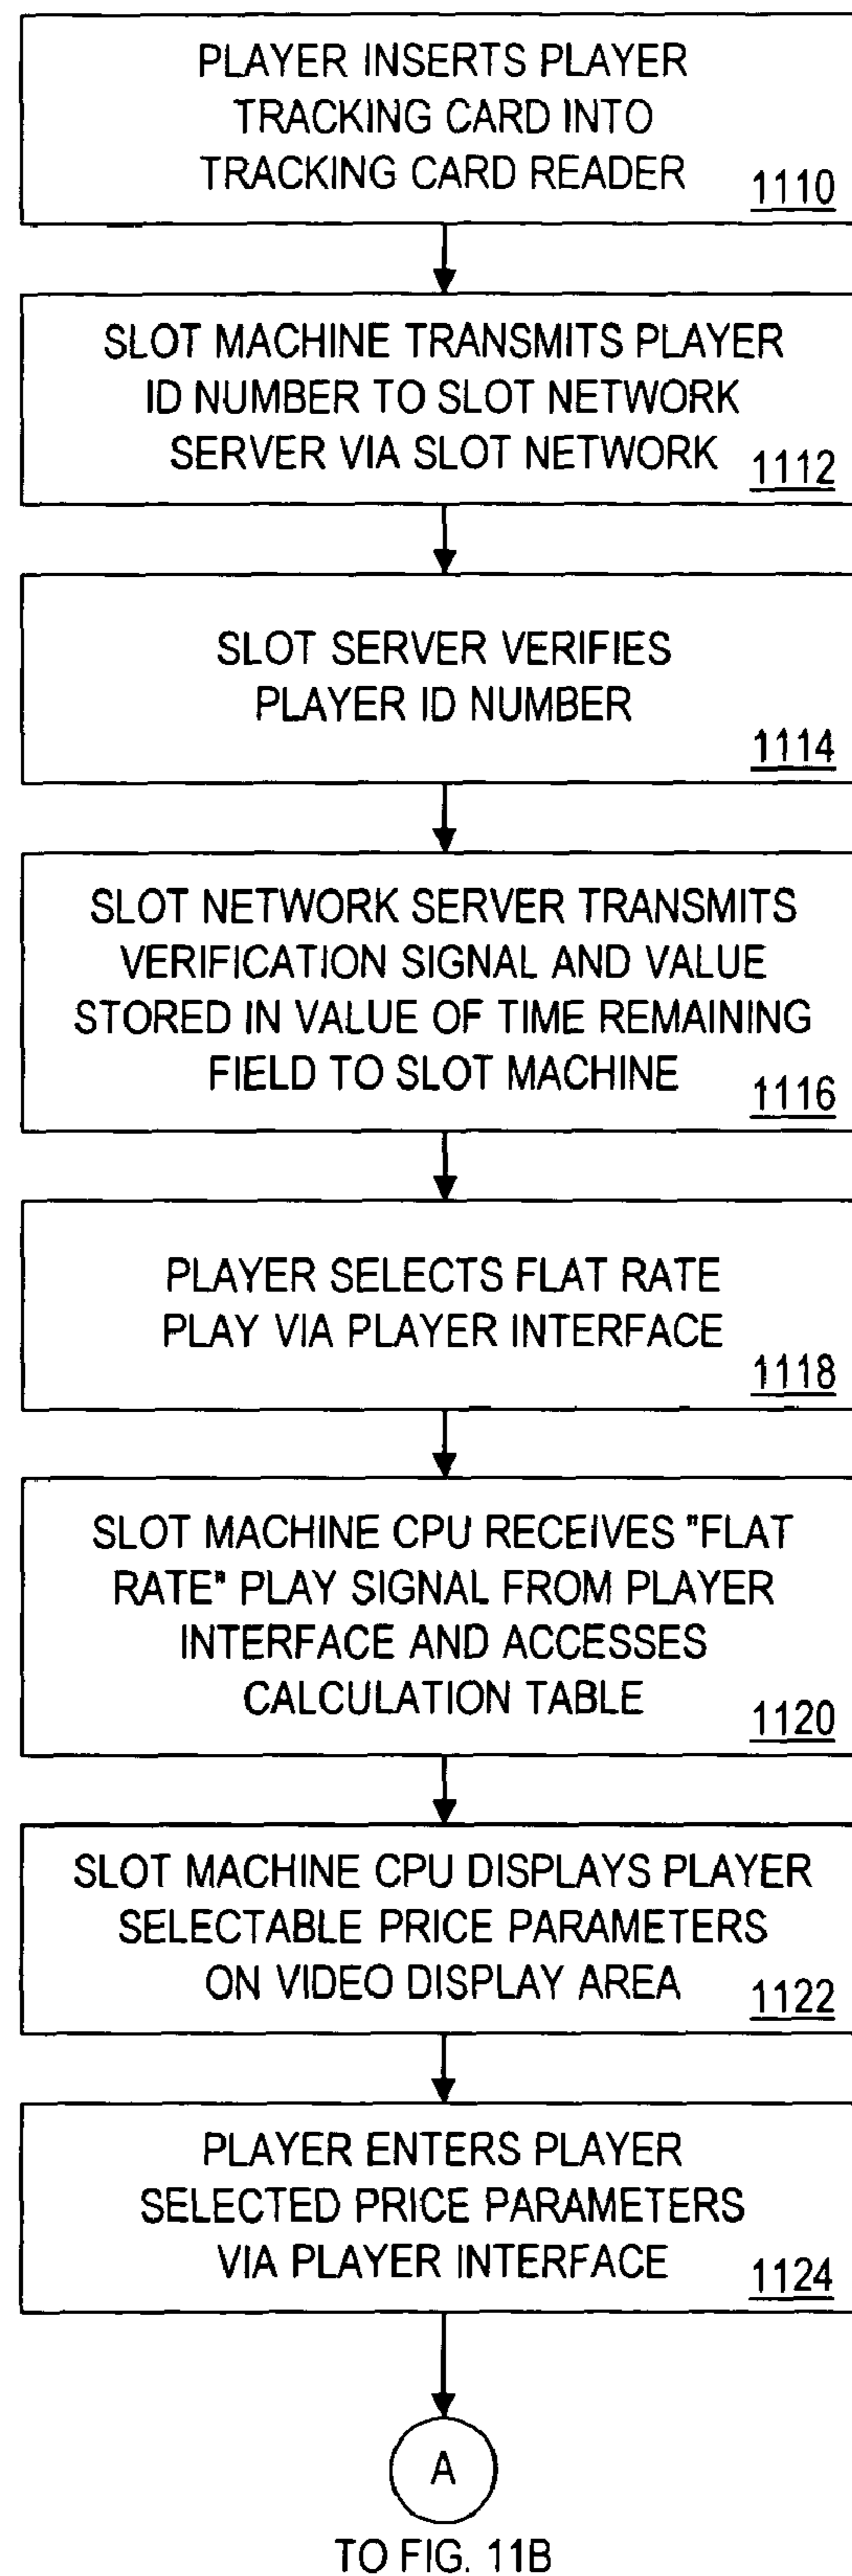 PLAYER INSERTS PLAYER
TRACKING CARD INTO
TRACKING CARD READER
1110
SLOT MACHINE TRANSMITS PLAYER
ID NUMBER TO SLOT NETWORK
SERVER VIA SLOT NETWORK
1112
SLOT SERVER VERIFIES
PLAYER ID NUMBER
1114
SLOT NETWORK SERVER TRANSMITS
VERIFICATION SIGNAL AND VALUE
STORED IN VALUE OF TIME REMAINING
FIELD TO SLOT MACHINE
1116
PLAYER SELECTS FLAT RATE
PLAY VIA PLAYER INTERFACE
1118
SLOT MACHINE CPU RECEIVES "FLAT
RATE" PLAY SIGNAL FROM PLAYER
INTERFACE AND ACCESSES
CALCULATION TABLE
1120
SLOT MACHINE CPU DISPLAYS PLAYER
SELECTABLE PRICE PARAMETERS
ON VIDEO DISPLAY AREA
1122
PLAYER ENTERS PLAYER
SELECTED PRICE PARAMETERS
VIA PLAYER INTERFACE
1124
A
TO FIG. 11B